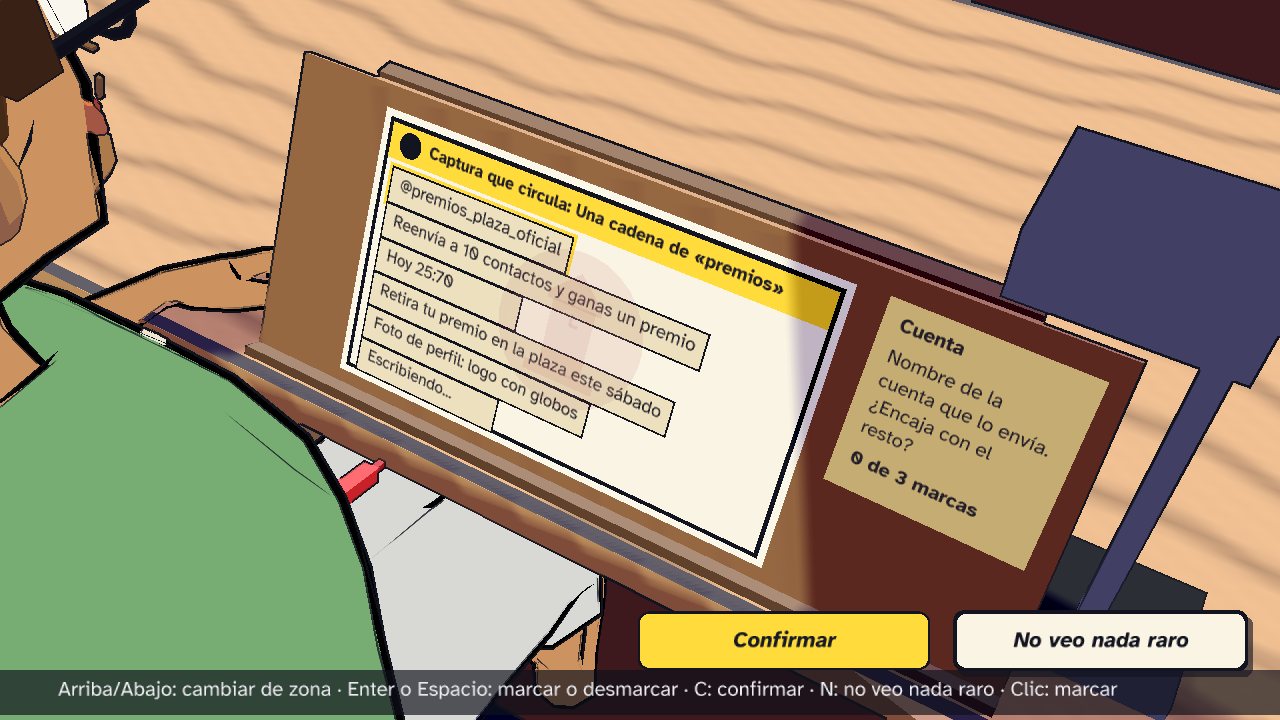 Captura que circula: Una cadena de «premios»
@premios_plaza_oficial
Reenvía a 10 contactos y ganas un premio
Hoy 25:70
Retira tu premio en la plaza este sábado
Foto de perfil: logo con globos
Escribiendo...
Cuenta
Nombre de la
cuenta que lo envía.
¿Encaja con el
resto?
0 de 3 marcas
Confirmar
No veo nada raro
Arriba/Abajo: cambiar de zona · Enter o Espacio: marcar o desmarcar · C: confirmar · N: no veo nada raro · Clic: marcar